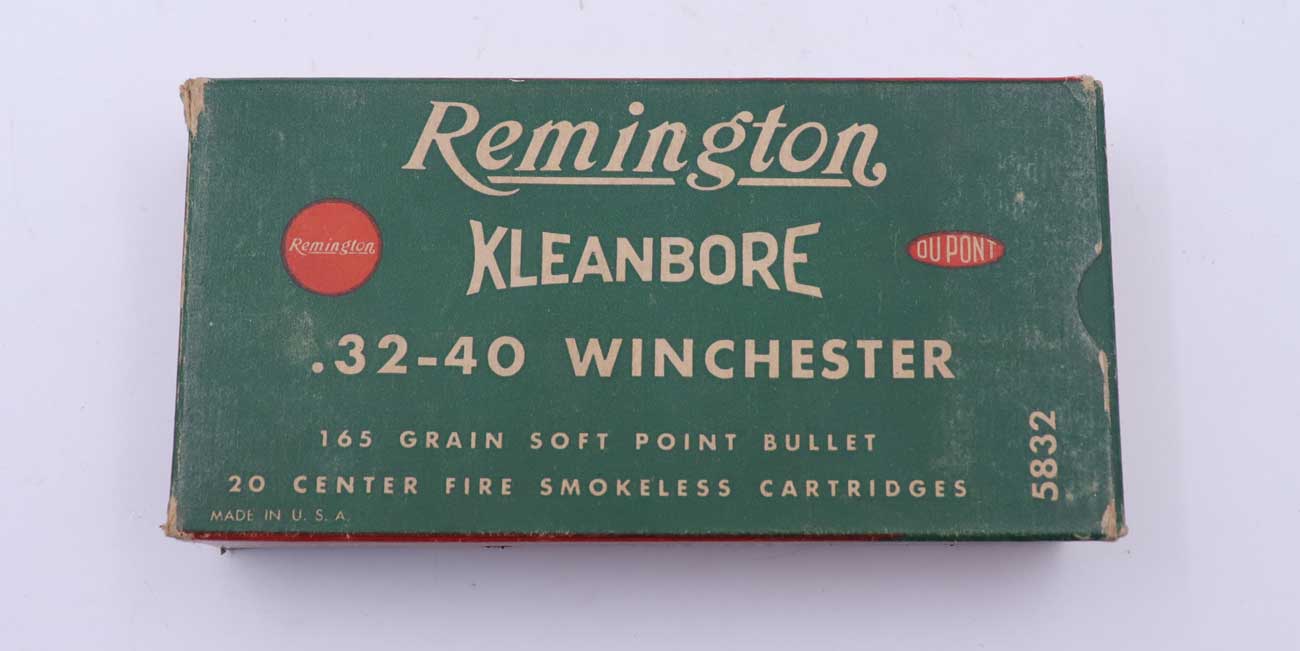 Remington
Remington
KLEANBORE
DU PONT
.32-40 WINCHESTER
165 GRAIN SOFT POINT BULLET
20 CENTER FIRE SMOKELESS CARTRIDGES
MADE IN U. S. A.
5832